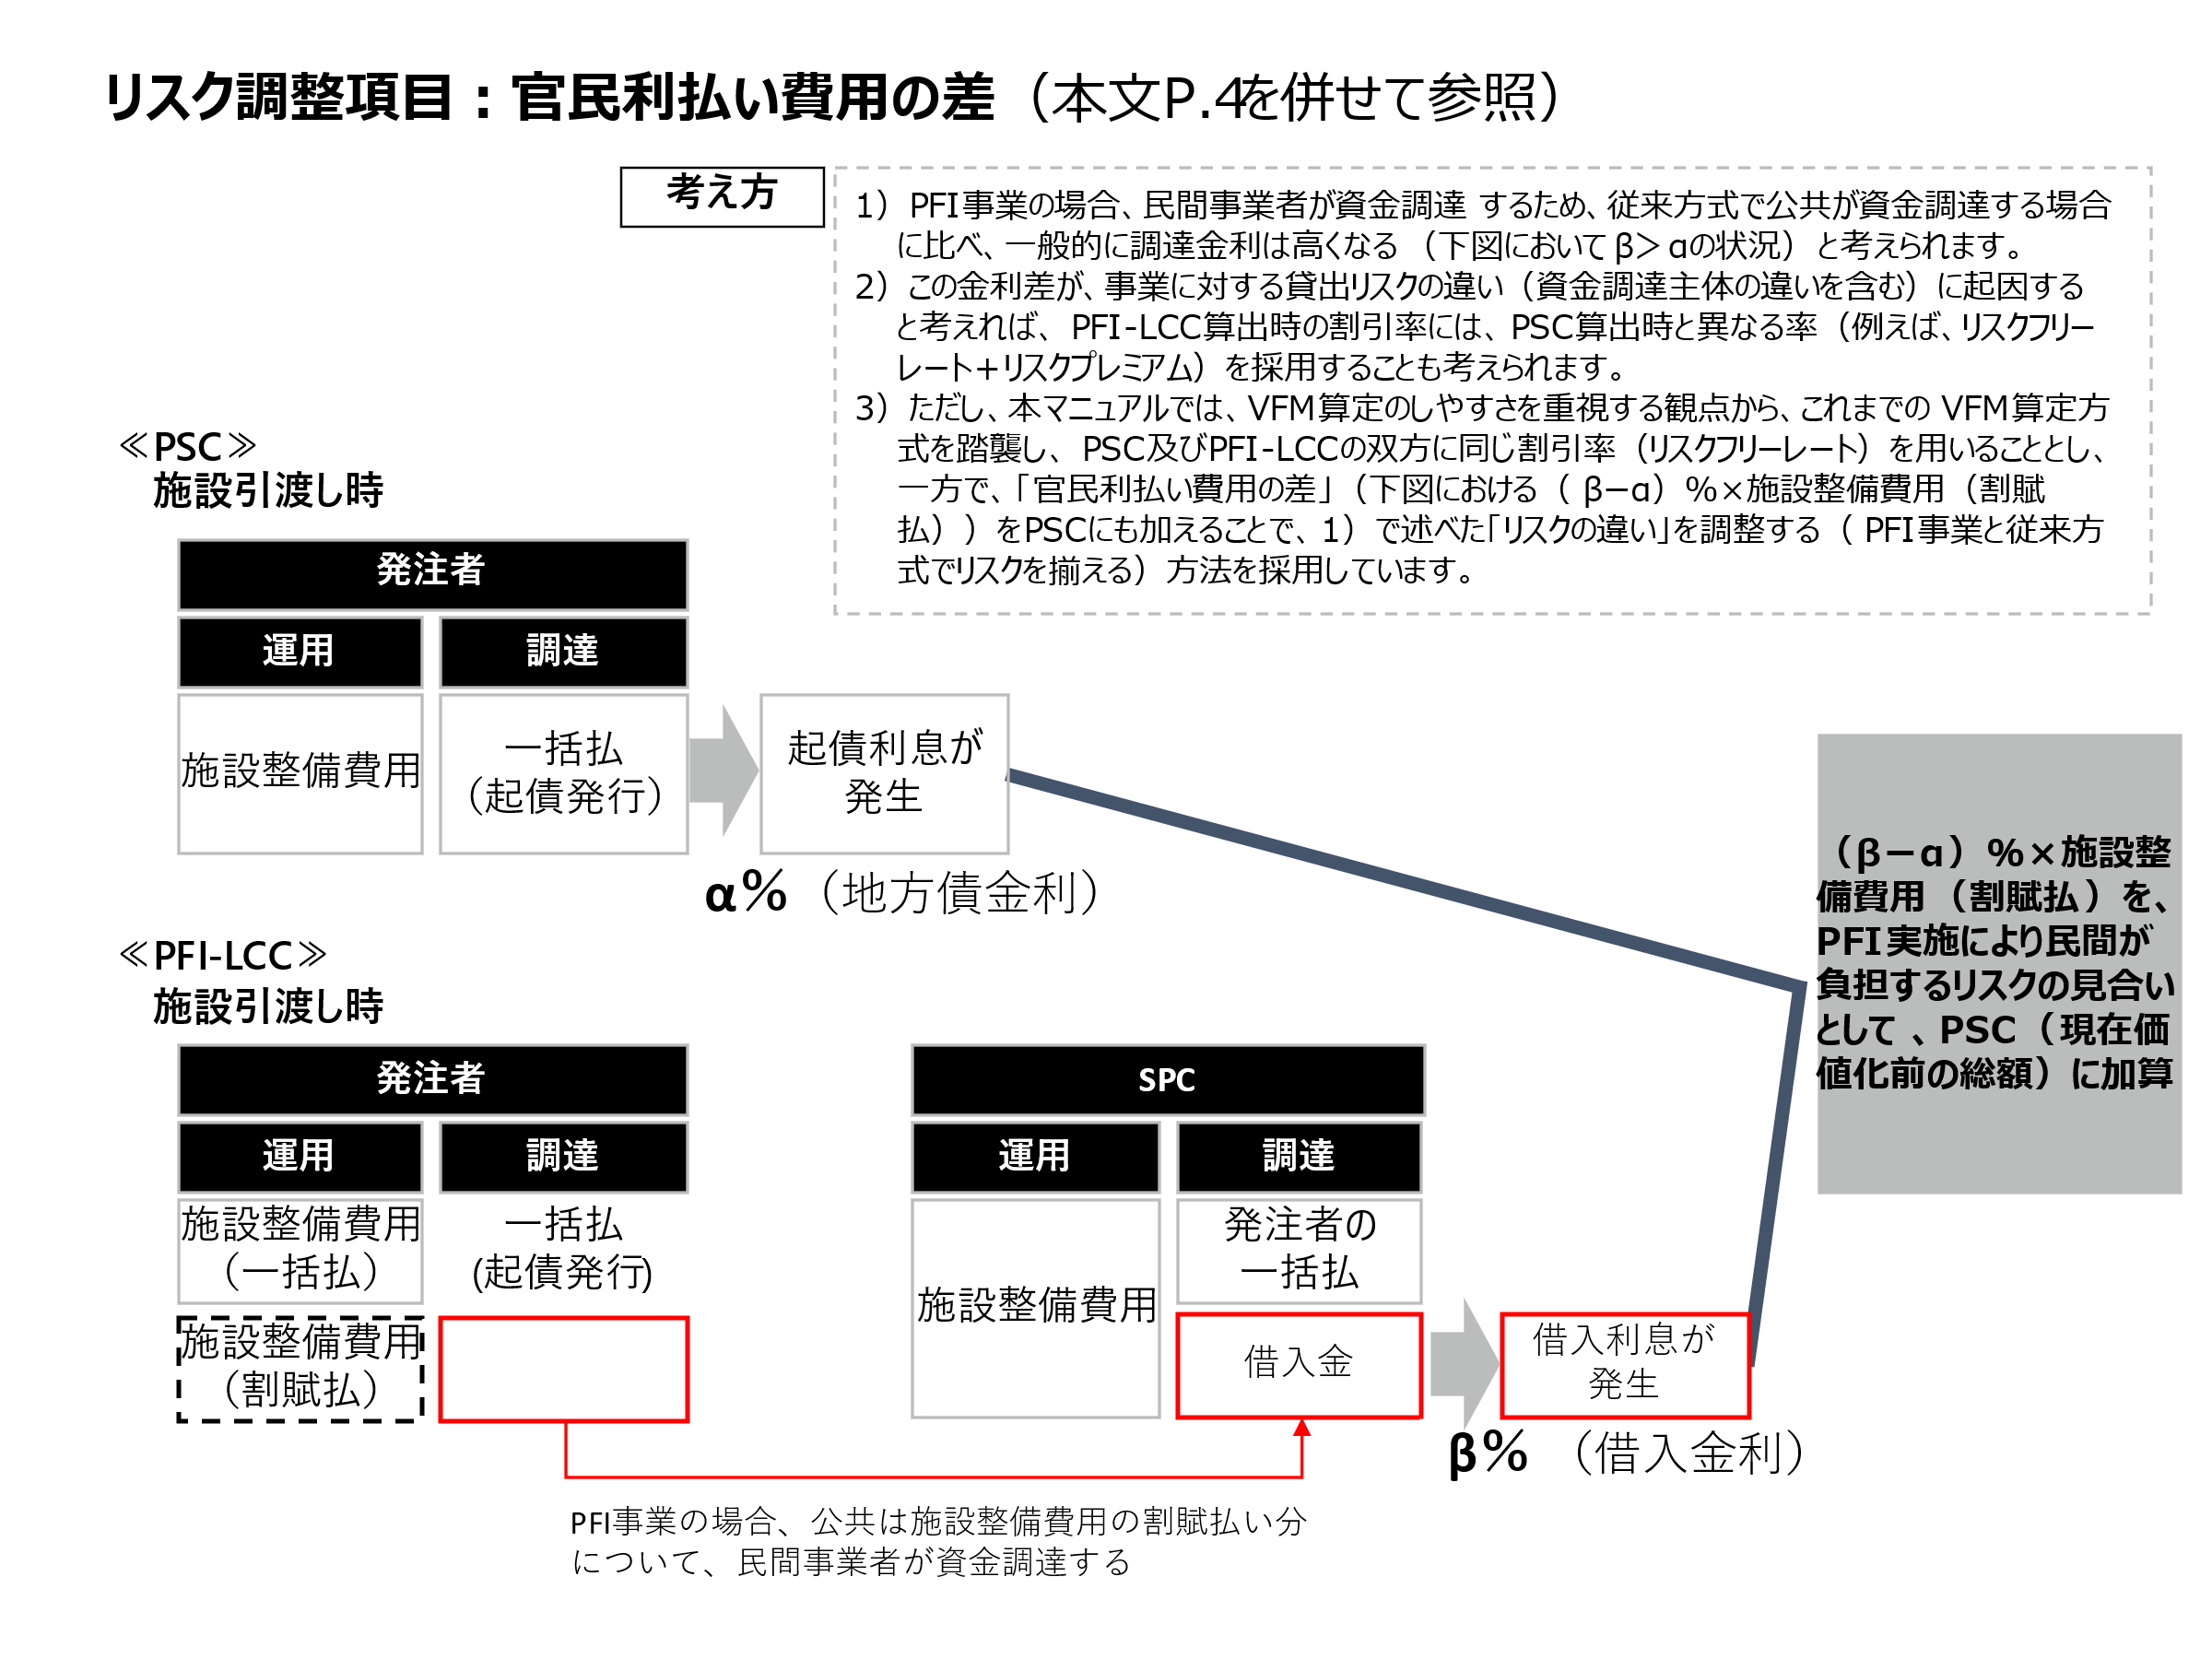 リスク調整項目：官民利払い費用の差（本文P.4を併せて参照）
考え方
1）PFI事業の場合、民間事業者が資金調達 するため、従来方式で公共が資金調達する場合
に比べ、一般的に調達金利は高くなる （下図においてβ＞αの状況）と考えられます。
2）この金利差が、事業に対する貸出リスクの違い（資金調達主体の違いを含む）に起因する
と考えれば、PFI-LCC算出時の割引率には、PSC算出時と異なる率（例えば、リスクフリー
レート＋リスクプレミアム）を採用することも考えられます。
3）ただし、本マニュアルでは、VFM算定のしやすさを重視する観点から、これまでの VFM算定方
式を踏襲し、PSC及びPFI-LCCの双方に同じ割引率（リスクフリーレート）を用いることとし、
一方で、「官民利払い費用の差」（下図における（ β－α）％×施設整備費用（割賦
払））をPSCにも加えることで、1）で述べた「リスクの違い」を調整する（ PFI事業と従来方
式でリスクを揃える）方法を採用しています。
≪PSC≫
施設引渡し時
発注者
運用 調達
施設整備費用
一括払
（起債発行）
起債利息が
発生
α％（地方債金利）
（β－α）％×施設整
備費用（割賦払）を、
PFI実施により民間が
負担するリスクの見合い
として 、PSC（現在価
値化前の総額）に加算
≪PFI-LCC≫
施設引渡し時
発注者
運用 調達
施設整備費用
（一括払）
一括払
(起債発行)
施設整備費用
（割賦払）
SPC
運用 調達
施設整備費用
発注者の
一括払
借入金
借入利息が
発生
β％（借入金利）
PFI事業の場合、公共は施設整備費用の割賦払い分
について、民間事業者が資金調達する